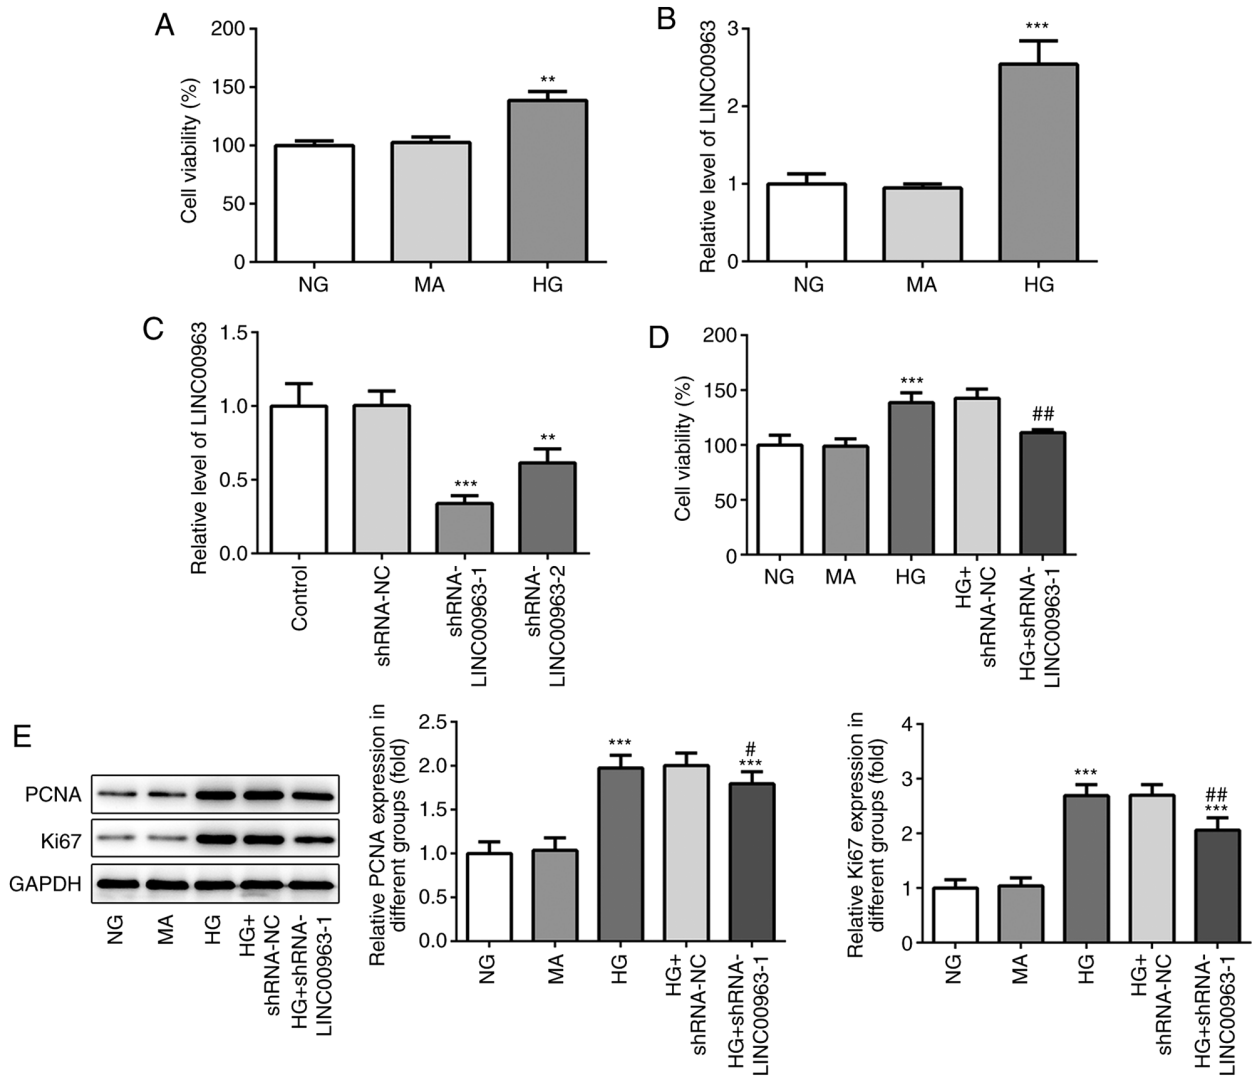 A
Cell viability (%)
200
150
100
50
0
**
NG MA HG
B
Relative level of LINC00963
3
2
1
0
***
NG MA HG
C
Relative level of LINC00963
1.5
1.0
0.5
0.0
***
**
Control
shRNA-NC
shRNA-
LINC00963-1
shRNA-
LINC00963-2
D
Cell viability (%)
200
150
100
50
0
***
##
NG
MA
HG
HG+
shRNA-NC
HG+shRNA-
LINC00963-1
E
PCNA
Ki67
GAPDH
NG
MA
HG
HG+
shRNA-NC
HG+shRNA-
LINC00963-1
Relative PCNA expression in
different groups (fold)
2.5
2.0
1.5
1.0
0.5
0.0
***
#
***
NG
MA
HG
HG+
shRNA-NC
HG+shRNA-
LINC00963-1
Relative Ki67 expression in
different groups (fold)
4
3
2
1
0
***
##
***
NG
MA
HG
HG+
shRNA-NC
HG+shRNA-
LINC00963-1